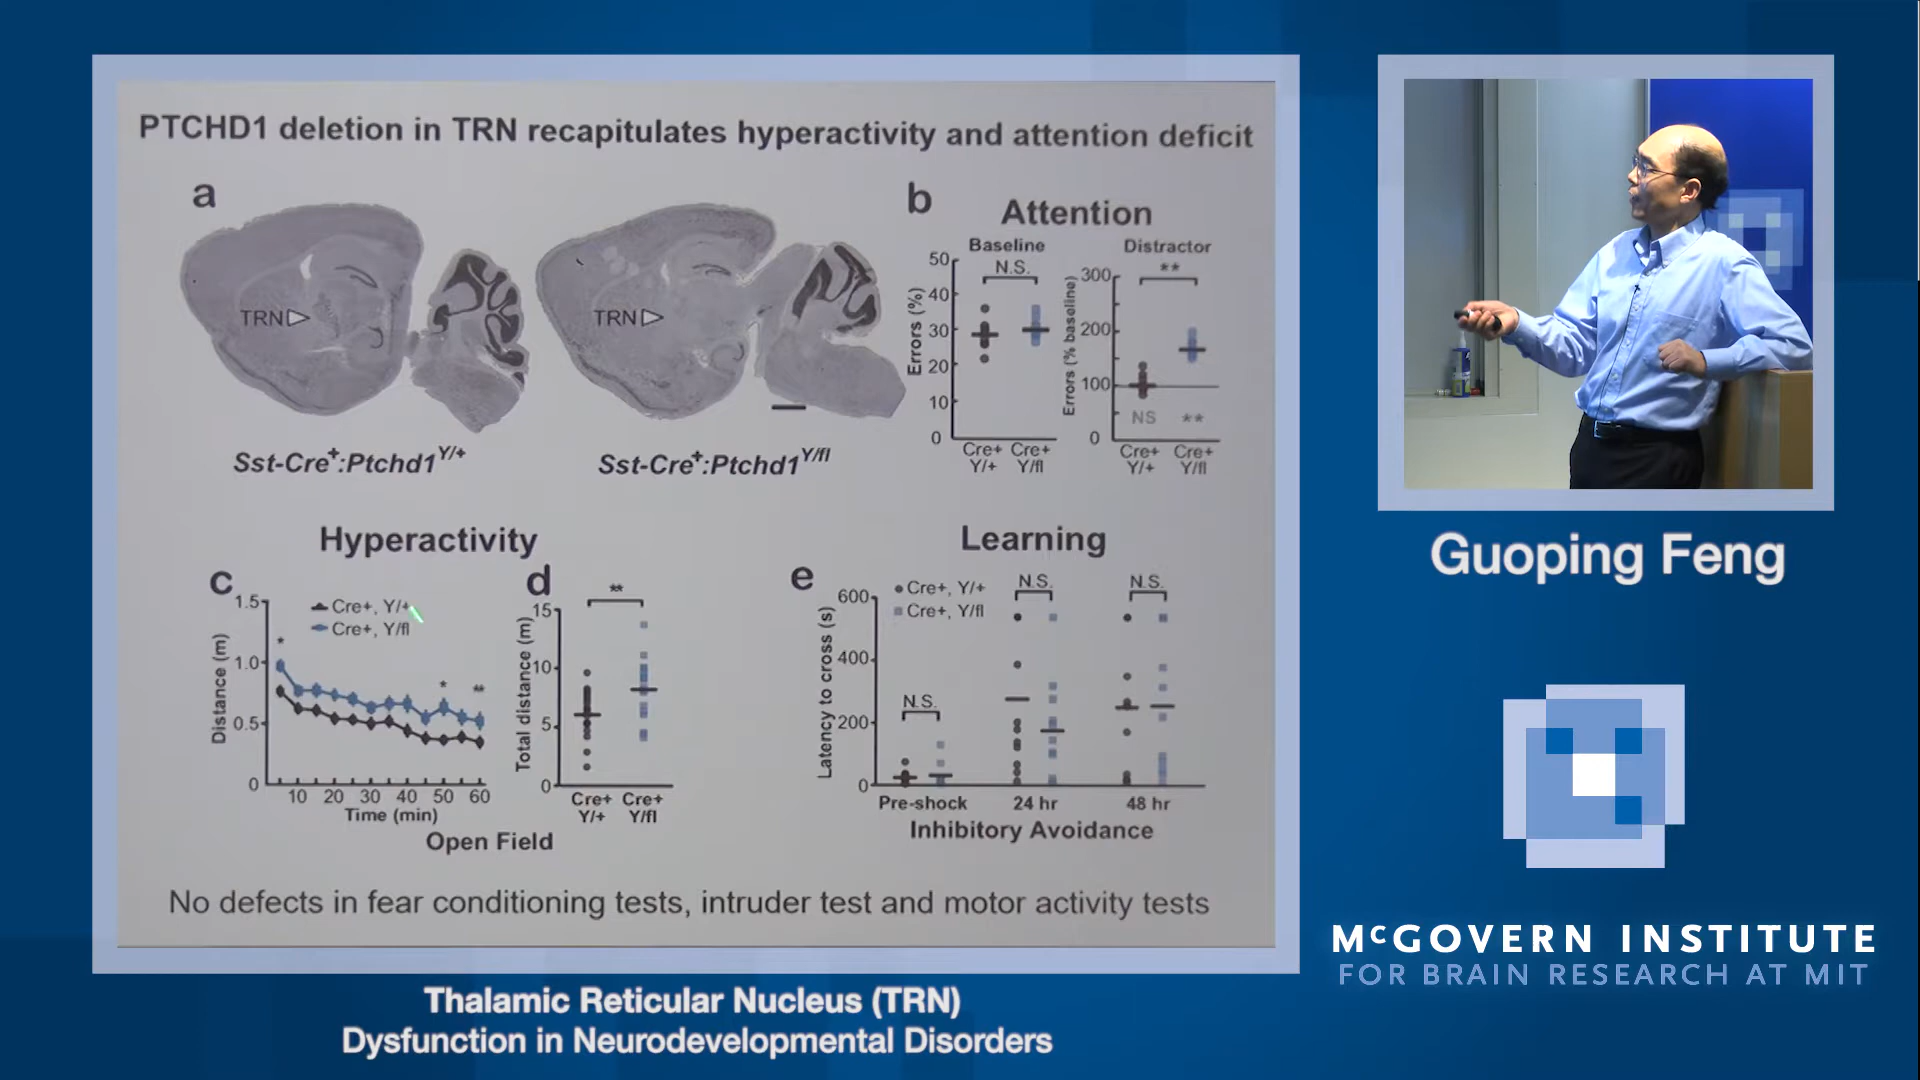 PTCHD1 deletion in TRN recapitulates hyperactivity and attention deficit
a
TRN
Sst-Cre+:Ptchd1Y/+
TRN
Sst-Cre+:Ptchd1Y/fl
b
Attention
Baseline
N.S.
Errors (%)
50
40
30
20
10
0
Cre+ Cre+
Y/+ Y/fl
Distractor
**
Errors (% baseline)
300
200
100
0
NS **
Cre+ Cre+
Y/+ Y/fl
Hyperactivity
c
Cre+, Y/+
Cre+, Y/fl
Distance (m)
1.5
1.0
0.5
0
* * **
10 20 30 40 50 60
Time (min)
d
**
Total distance (m)
15
10
5
0
Cre+ Cre+
Y/+ Y/fl
Open Field
Learning
e
Cre+, Y/+
Cre+, Y/fl
Latency to cross (s)
600
400
200
0
N.S.
N.S.
N.S.
Pre-shock 24 hr 48 hr
Inhibitory Avoidance
No defects in fear conditioning tests, intruder test and motor activity tests
Guoping Feng
McGOVERN INSTITUTE
FOR BRAIN RESEARCH AT MIT
Thalamic Reticular Nucleus (TRN)
Dysfunction in Neurodevelopmental Disorders